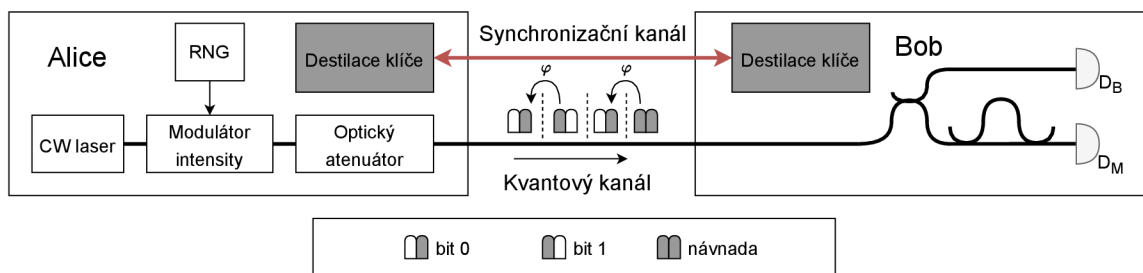 Alice
RNG
Destilace klíče
Synchronizační kanál
Destilace klíče
Bob
φ
φ
D_B
CW laser
Modulátor
intensity
Optický
atenuátor
Kvantový kanál
D_M
bit 0
bit 1
návnada